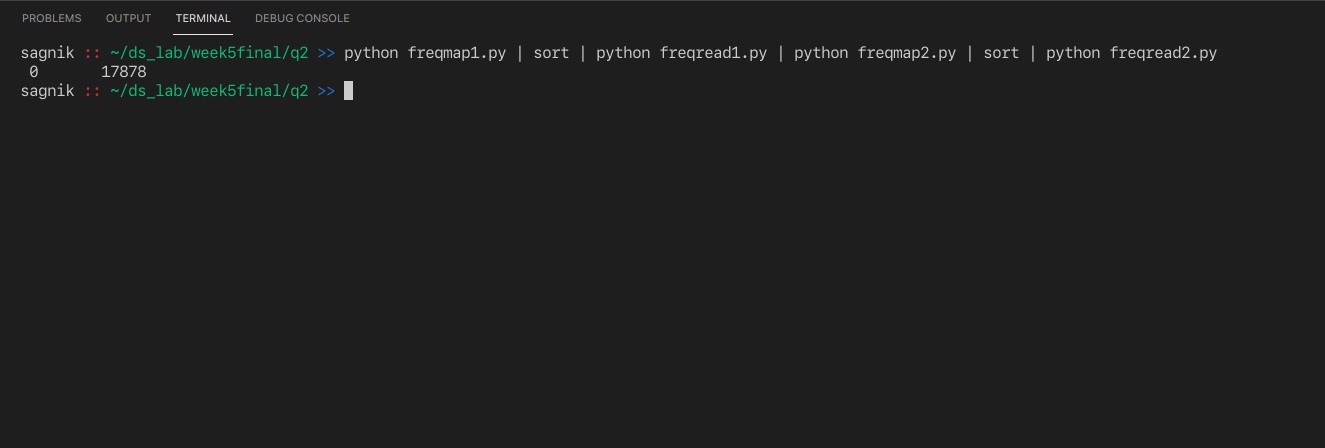 PROBLEMS OUTPUT TERMINAL DEBUG CONSOLE
sagnik :: ~/ds_lab/week5final/q2 >> python freqmap1.py | sort | python freqread1.py | python freqmap2.py | sort | python freqread2.py
0 17878
sagnik :: ~/ds_lab/week5final/q2 >>